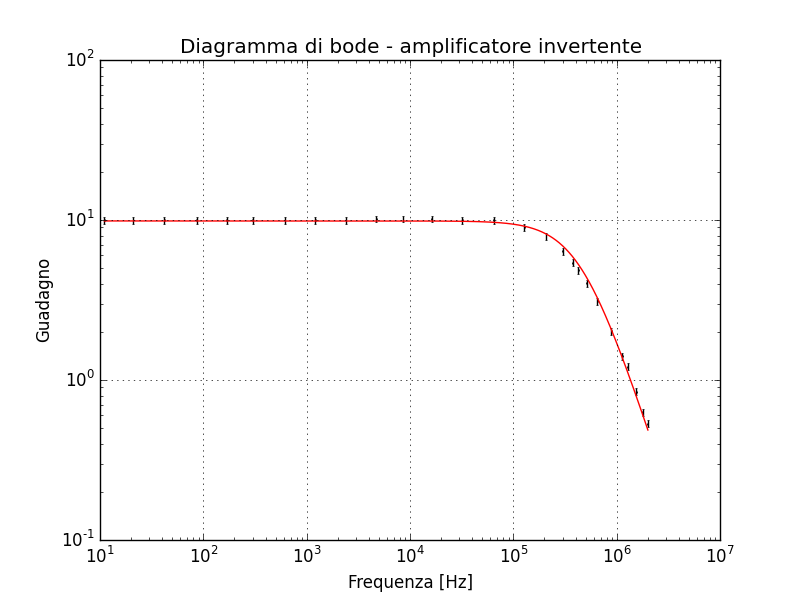 Diagramma di bode - amplificatore invertente
10^2
10^1
10^0
10^-1
Guadagno
10^1 10^2 10^3 10^4 10^5 10^6 10^7
Frequenza [Hz]